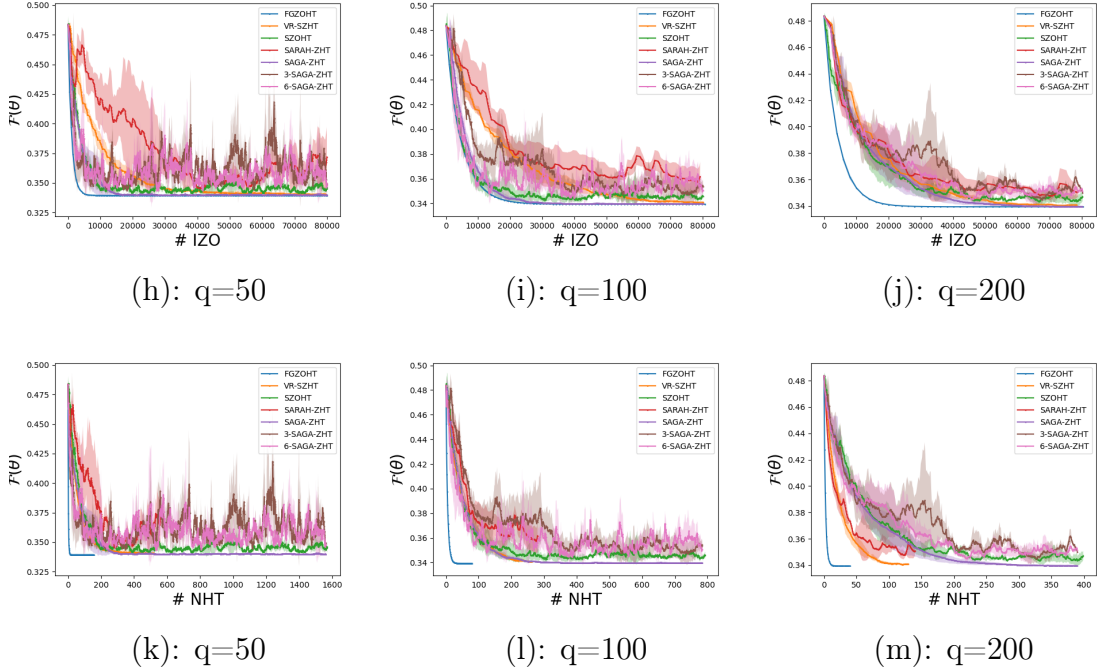 0.500
0.475
0.450
0.425
0.400
0.375
0.350
0.325
F(θ)
FGZOHT
VR-SZHT
SZOHT
SARAH-ZHT
SAGA-ZHT
3-SAGA-ZHT
6-SAGA-ZHT
0 10000 20000 30000 40000 50000 60000 70000 80000
# IZO
(h): q=50
0.50
0.48
0.46
0.44
0.42
0.40
0.38
0.36
0.34
F(θ)
FGZOHT
VR-SZHT
SZOHT
SARAH-ZHT
SAGA-ZHT
3-SAGA-ZHT
6-SAGA-ZHT
0 10000 20000 30000 40000 50000 60000 70000 80000
# IZO
(i): q=100
0.48
0.46
0.44
0.42
0.40
0.38
0.36
0.34
F(θ)
FGZOHT
VR-SZHT
SZOHT
SARAH-ZHT
SAGA-ZHT
3-SAGA-ZHT
6-SAGA-ZHT
0 10000 20000 30000 40000 50000 60000 70000 80000
# IZO
(j): q=200
0.500
0.475
0.450
0.425
0.400
0.375
0.350
0.325
F(θ)
FGZOHT
VR-SZHT
SZOHT
SARAH-ZHT
SAGA-ZHT
3-SAGA-ZHT
6-SAGA-ZHT
0 200 400 600 800 1000 1200 1400 1600
# NHT
(k): q=50
0.50
0.48
0.46
0.44
0.42
0.40
0.38
0.36
0.34
F(θ)
FGZOHT
VR-SZHT
SZOHT
SARAH-ZHT
SAGA-ZHT
3-SAGA-ZHT
6-SAGA-ZHT
0 100 200 300 400 500 600 700 800
# NHT
(l): q=100
0.48
0.46
0.44
0.42
0.40
0.38
0.36
0.34
F(θ)
FGZOHT
VR-SZHT
SZOHT
SARAH-ZHT
SAGA-ZHT
3-SAGA-ZHT
6-SAGA-ZHT
0 50 100 150 200 250 300 350 400
# NHT
(m): q=200